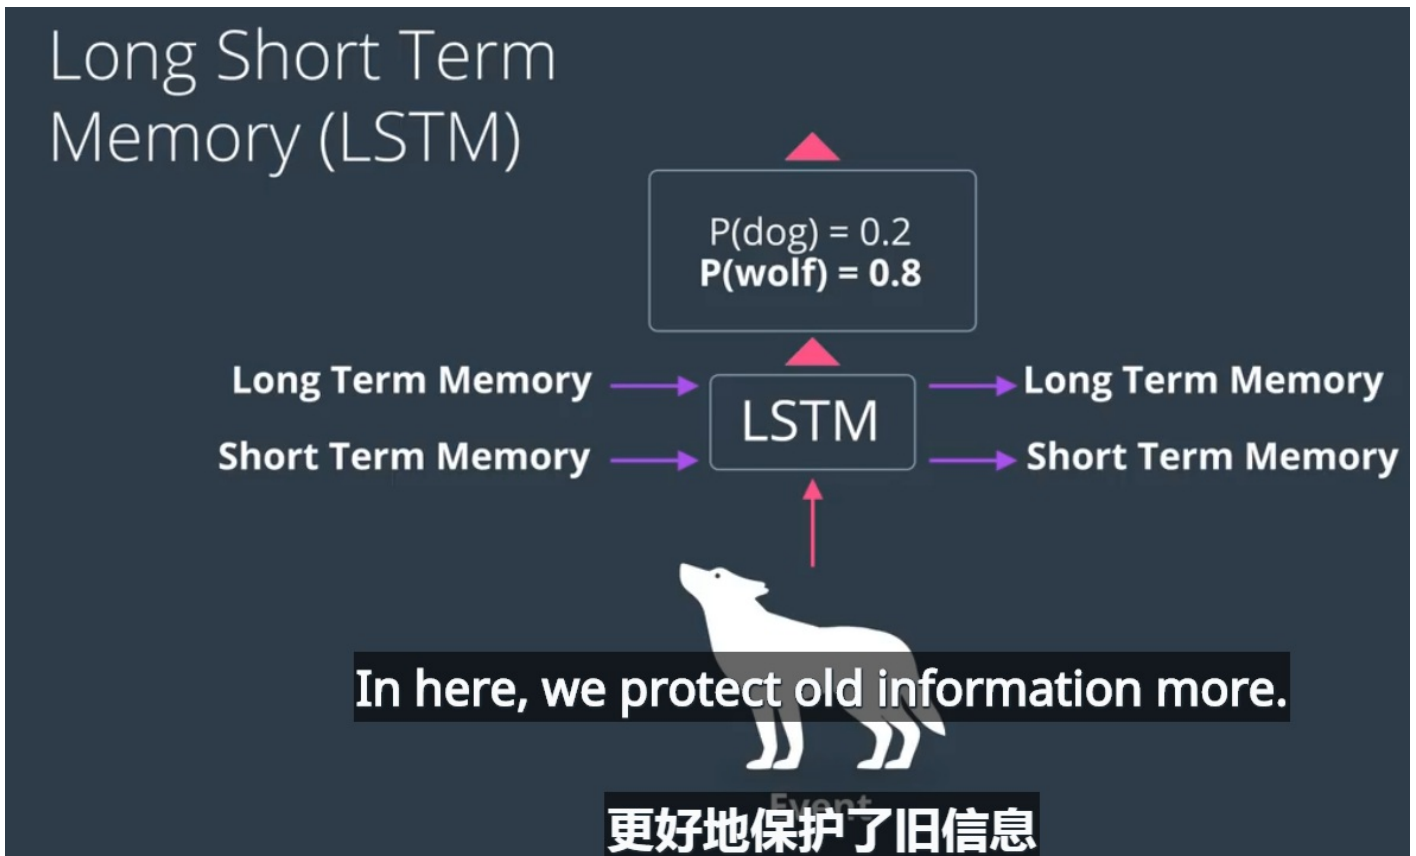 Long Short Term
Memory (LSTM)
P(dog) = 0.2
P(wolf) = 0.8
Long Term Memory
LSTM
Long Term Memory
Short Term Memory
Short Term Memory
In here, we protect old information more.
Event
更好地保护了旧信息